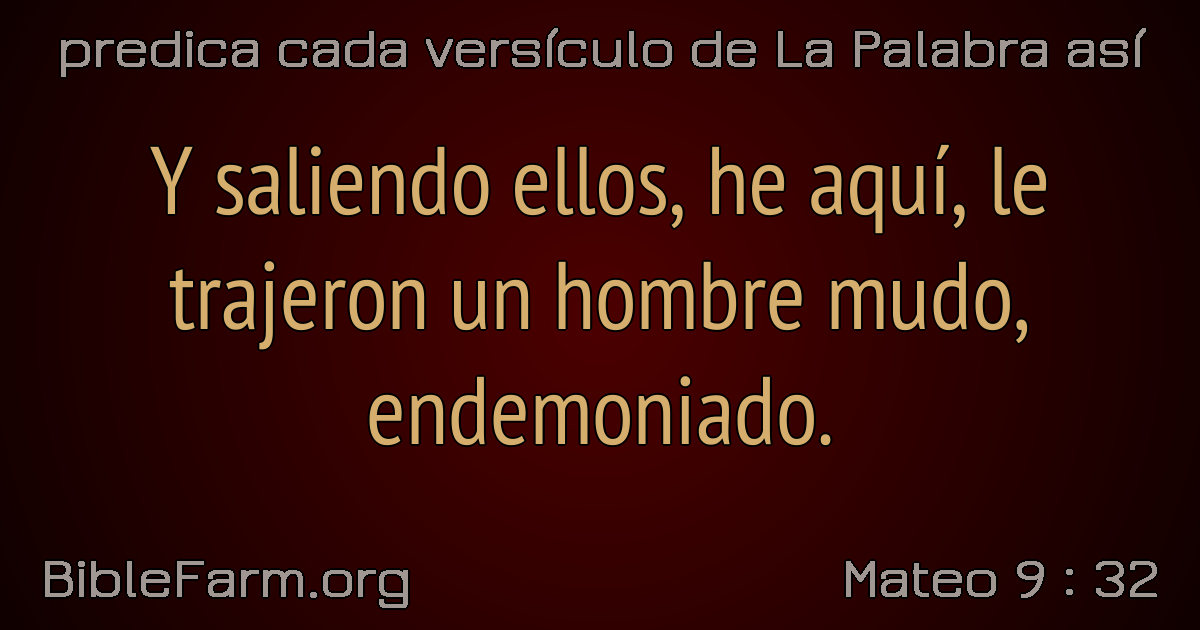 predica cada versículo de La Palabra así
Y saliendo ellos, he aquí, le
trajeron un hombre mudo,
endemoniado.
BibleFarm.org
Mateo 9 : 32